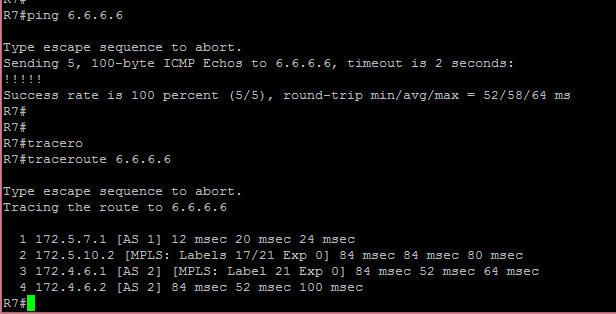 R7#
R7#ping 6.6.6.6
Type escape sequence to abort.
Sending 5, 100-byte ICMP Echos to 6.6.6.6, timeout is 2 seconds:
!!!!!
Success rate is 100 percent (5/5), round-trip min/avg/max = 52/58/64 ms
R7#
R7#
R7#tracero
R7#traceroute 6.6.6.6
Type escape sequence to abort.
Tracing the route to 6.6.6.6
1 172.5.7.1 [AS 1] 12 msec 20 msec 24 msec
2 172.5.10.2 [MPLS: Labels 17/21 Exp 0] 84 msec 84 msec 80 msec
3 172.4.6.1 [AS 2] [MPLS: Label 21 Exp 0] 84 msec 52 msec 64 msec
4 172.4.6.2 [AS 2] 84 msec 52 msec 100 msec
R7#